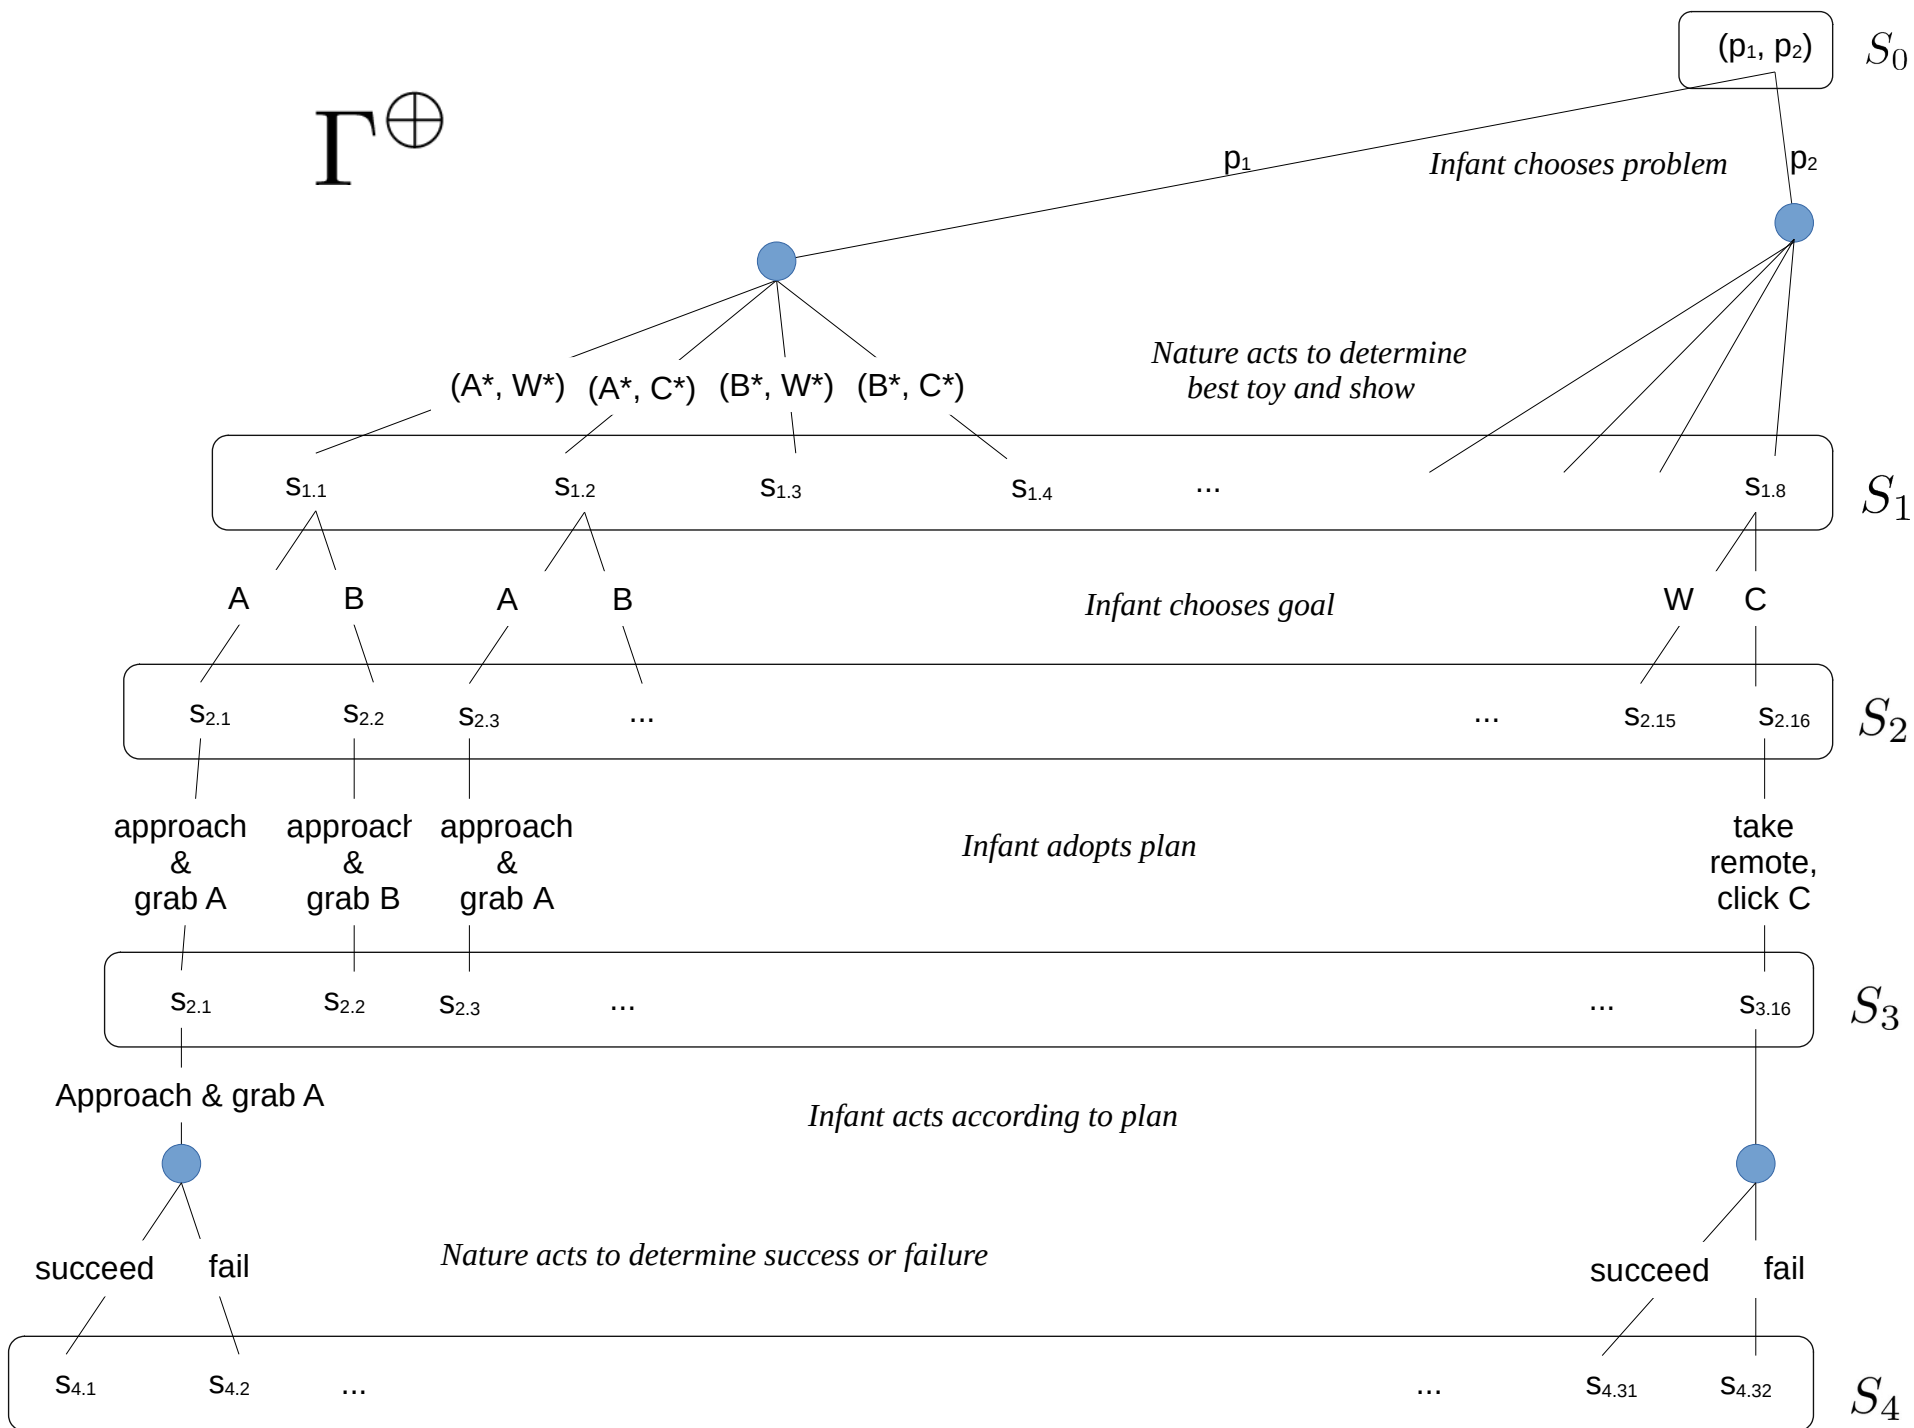 (p₁, p₂) S₀
Γ⊕
p₁ Infant chooses problem p₂
Nature acts to determine
best toy and show
(A*, W*) (A*, C*) (B*, W*) (B*, C*)
s₁.₁ s₁.₂ s₁.₃ s₁.₄ ... s₁.₈ S₁
A B A B Infant chooses goal W C
s₂.₁ s₂.₂ s₂.₃ ... ... s₂.₁₅ s₂.₁₆ S₂
approach
&
grab A
approach
&
grab B
approach
&
grab A
Infant adopts plan
take
remote,
click C
s₂.₁ s₂.₂ s₂.₃ ... ... s₃.₁₆ S₃
Approach & grab A
Infant acts according to plan
succeed fail Nature acts to determine success or failure succeed fail
s₄.₁ s₄.₂ ... ... s₄.₃₁ s₄.₃₂ S₄